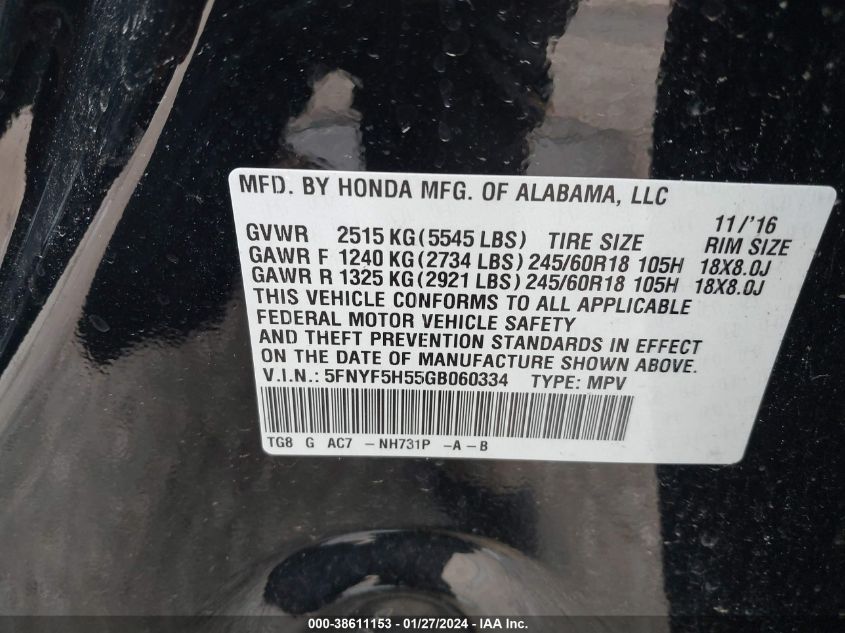 MFD. BY HONDA MFG. OF ALABAMA, LLC
11/'16
GVWR 2515 KG (5545 LBS) TIRE SIZE RIM SIZE
GAWR F 1240 KG (2734 LBS) 245/60R18 105H 18X8.0J
GAWR R 1325 KG (2921 LBS) 245/60R18 105H 18X8.0J
THIS VEHICLE CONFORMS TO ALL APPLICABLE
FEDERAL MOTOR VEHICLE SAFETY
AND THEFT PREVENTION STANDARDS IN EFFECT
ON THE DATE OF MANUFACTURE SHOWN ABOVE.
V.I.N.: 5FNYF5H55GB060334 TYPE: MPV
TG8 G AC7 -NH731P -A-B
000-38611153 - 01/27/2024 - IAA Inc.